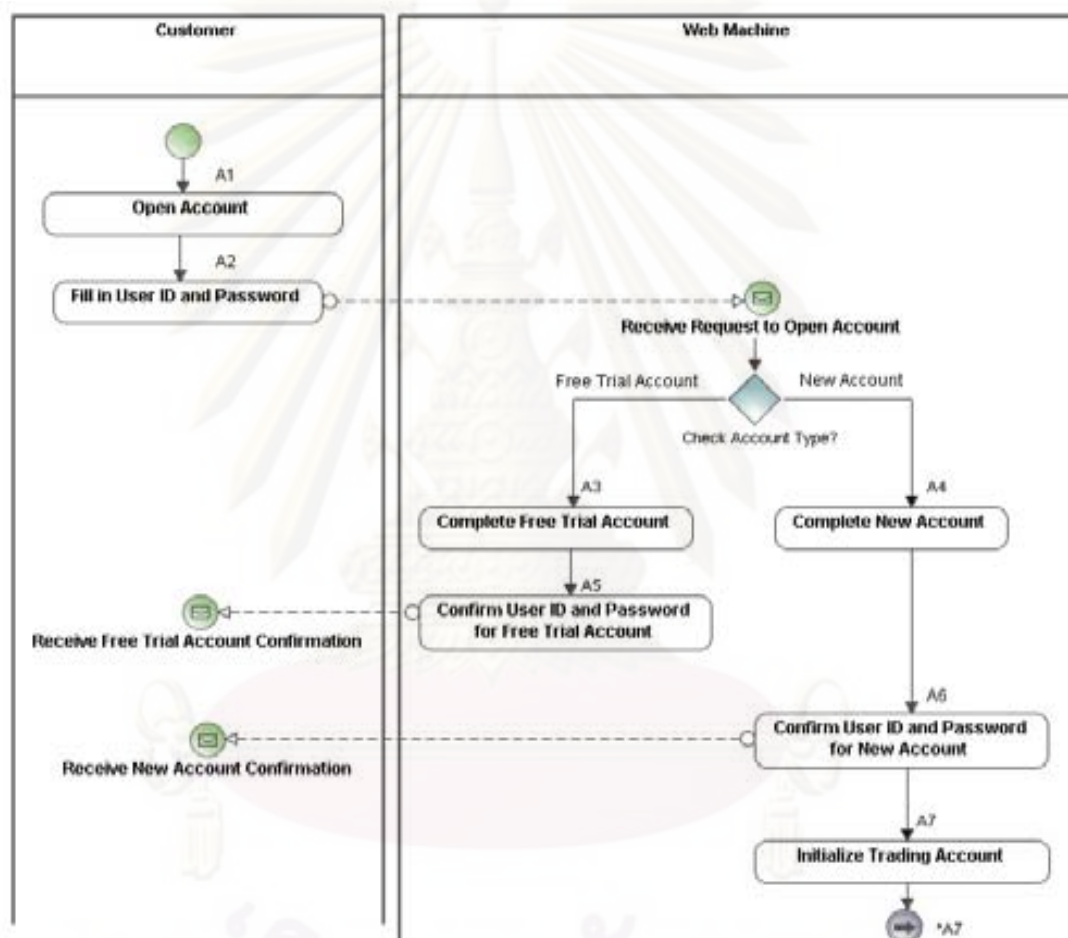 Customer
Web Machine
A1
Open Account
A2
Fill in User ID and Password
Receive Request to Open Account
Free Trial Account
New Account
Check Account Type?
A3
A4
Complete Free Trial Account
Complete New Account
A5
Confirm User ID and Password
for Free Trial Account
Receive Free Trial Account Confirmation
A6
Confirm User ID and Password
for New Account
Receive New Account Confirmation
A7
Initialize Trading Account
*A7